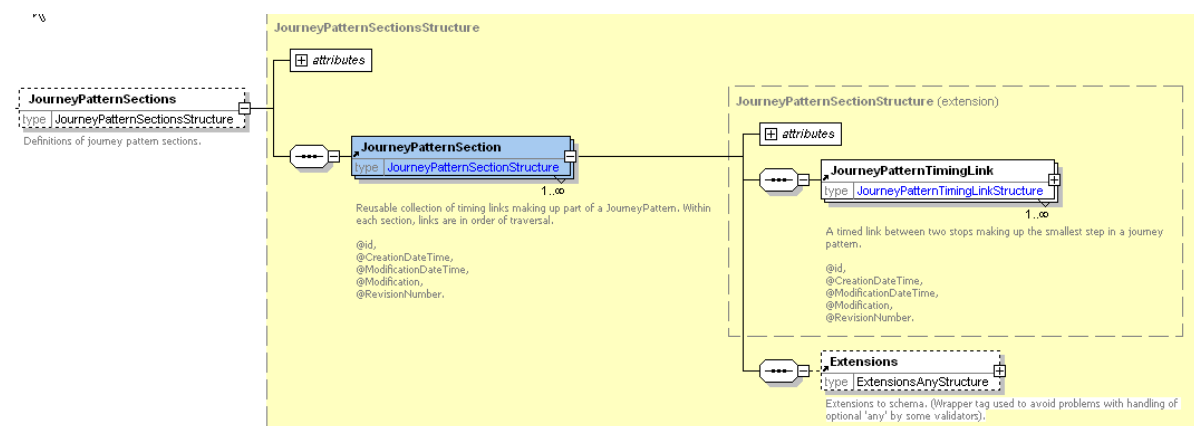 JourneyPatternSectionsStructure
attributes
JourneyPatternSections
type JourneyPatternSectionsStructure
Definitions of journey pattern sections.
JourneyPatternSection
type JourneyPatternSectionStructure
1..∞
Reusable collection of timing links making up part of a JourneyPattern. Within
each section, links are in order of traversal.
@id,
@CreationDateTime,
@ModificationDateTime,
@Modification,
@RevisionNumber.
JourneyPatternSectionStructure (extension)
attributes
JourneyPatternTimingLink
type JourneyPatternTimingLinkStructure
1..∞
A timed link between two stops making up the smallest step in a journey
pattern.
@id,
@CreationDateTime,
@ModificationDateTime,
@Modification,
@RevisionNumber.
Extensions
type ExtensionsAnyStructure
Extensions to schema. (Wrapper tag used to avoid problems with handling of
optional 'any' by some validators).